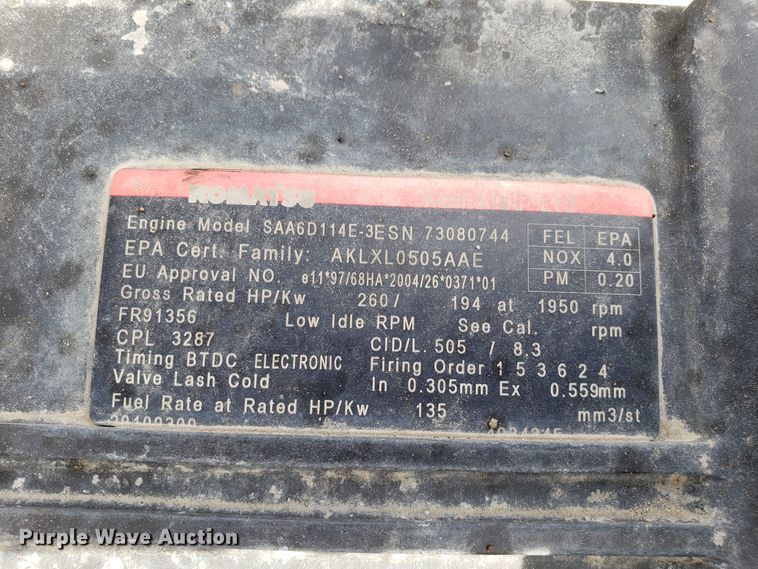 KOMATSU
Engine Model SAA6D114E-3 ESN 73080744 FEL EPA
EPA Cert. Family: AKLXL0505AAE NOX 4.0
EU Approval NO. e11*97/68HA*2004/26*0371*01 PM 0.20
Gross Rated HP/Kw 260/ 194 at 1950 rpm
FR91356 Low Idle RPM See Cal. rpm
CPL 3287 CID/L. 505 / 8.3
Timing BTDC ELECTRONIC Firing Order 1 5 3 6 2 4
Valve Lash Cold In 0.305mm Ex 0.559mm
Fuel Rate at Rated HP/Kw 135 mm3/st
Purple Wave Auction